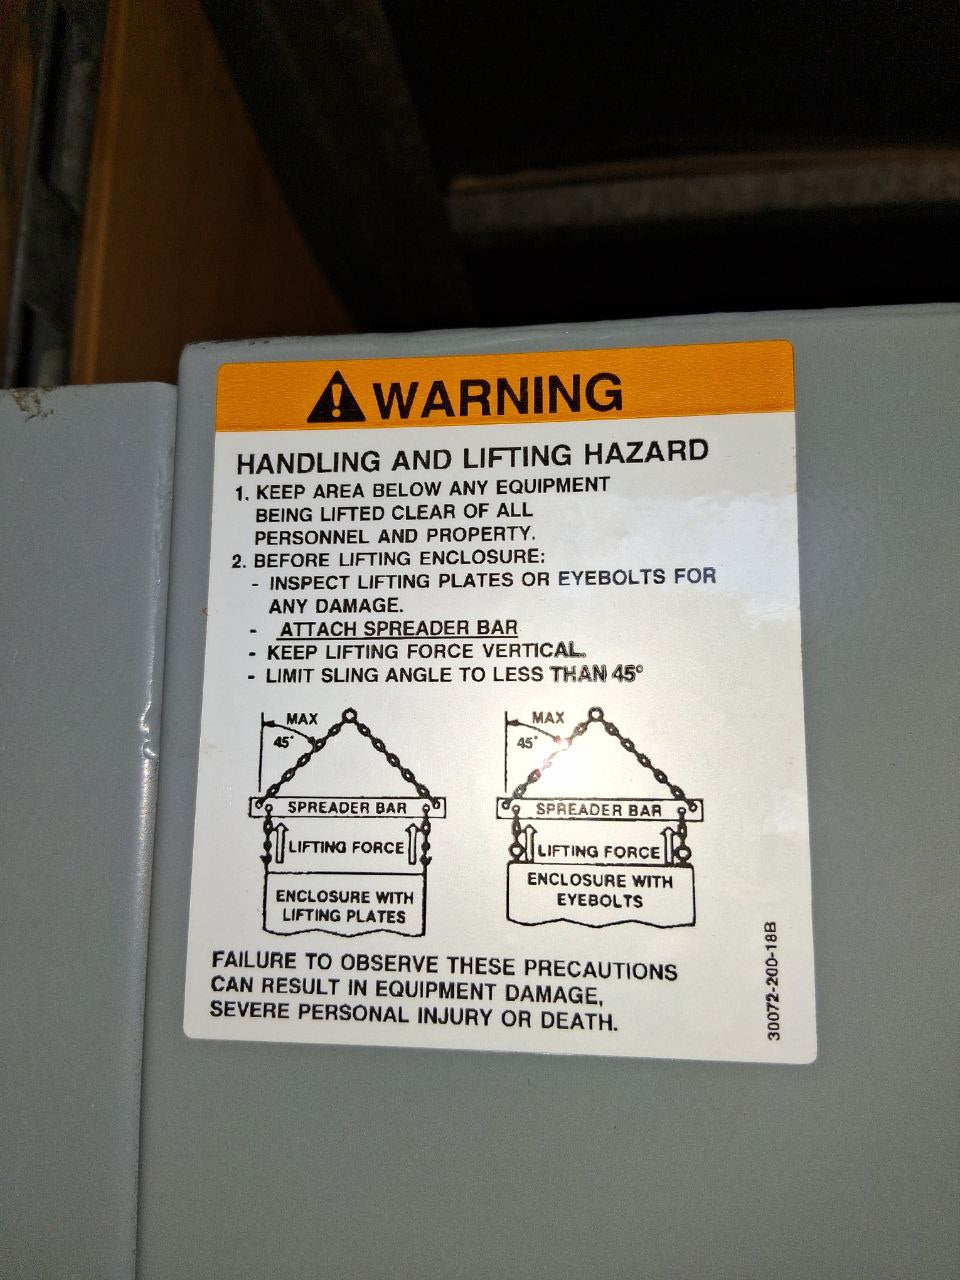 WARNING
HANDLING AND LIFTING HAZARD
1. KEEP AREA BELOW ANY EQUIPMENT
BEING LIFTED CLEAR OF ALL
PERSONNEL AND PROPERTY.
2. BEFORE LIFTING ENCLOSURE:
- INSPECT LIFTING PLATES OR EYEBOLTS FOR
ANY DAMAGE.
- ATTACH SPREADER BAR
- KEEP LIFTING FORCE VERTICAL.
- LIMIT SLING ANGLE TO LESS THAN 45°
MAX
45°
SPREADER BAR
LIFTING FORCE
ENCLOSURE WITH
LIFTING PLATES
MAX
45°
SPREADER BAR
LIFTING FORCE
ENCLOSURE WITH
EYEBOLTS
FAILURE TO OBSERVE THESE PRECAUTIONS
CAN RESULT IN EQUIPMENT DAMAGE,
SEVERE PERSONAL INJURY OR DEATH.
30072-200-18B